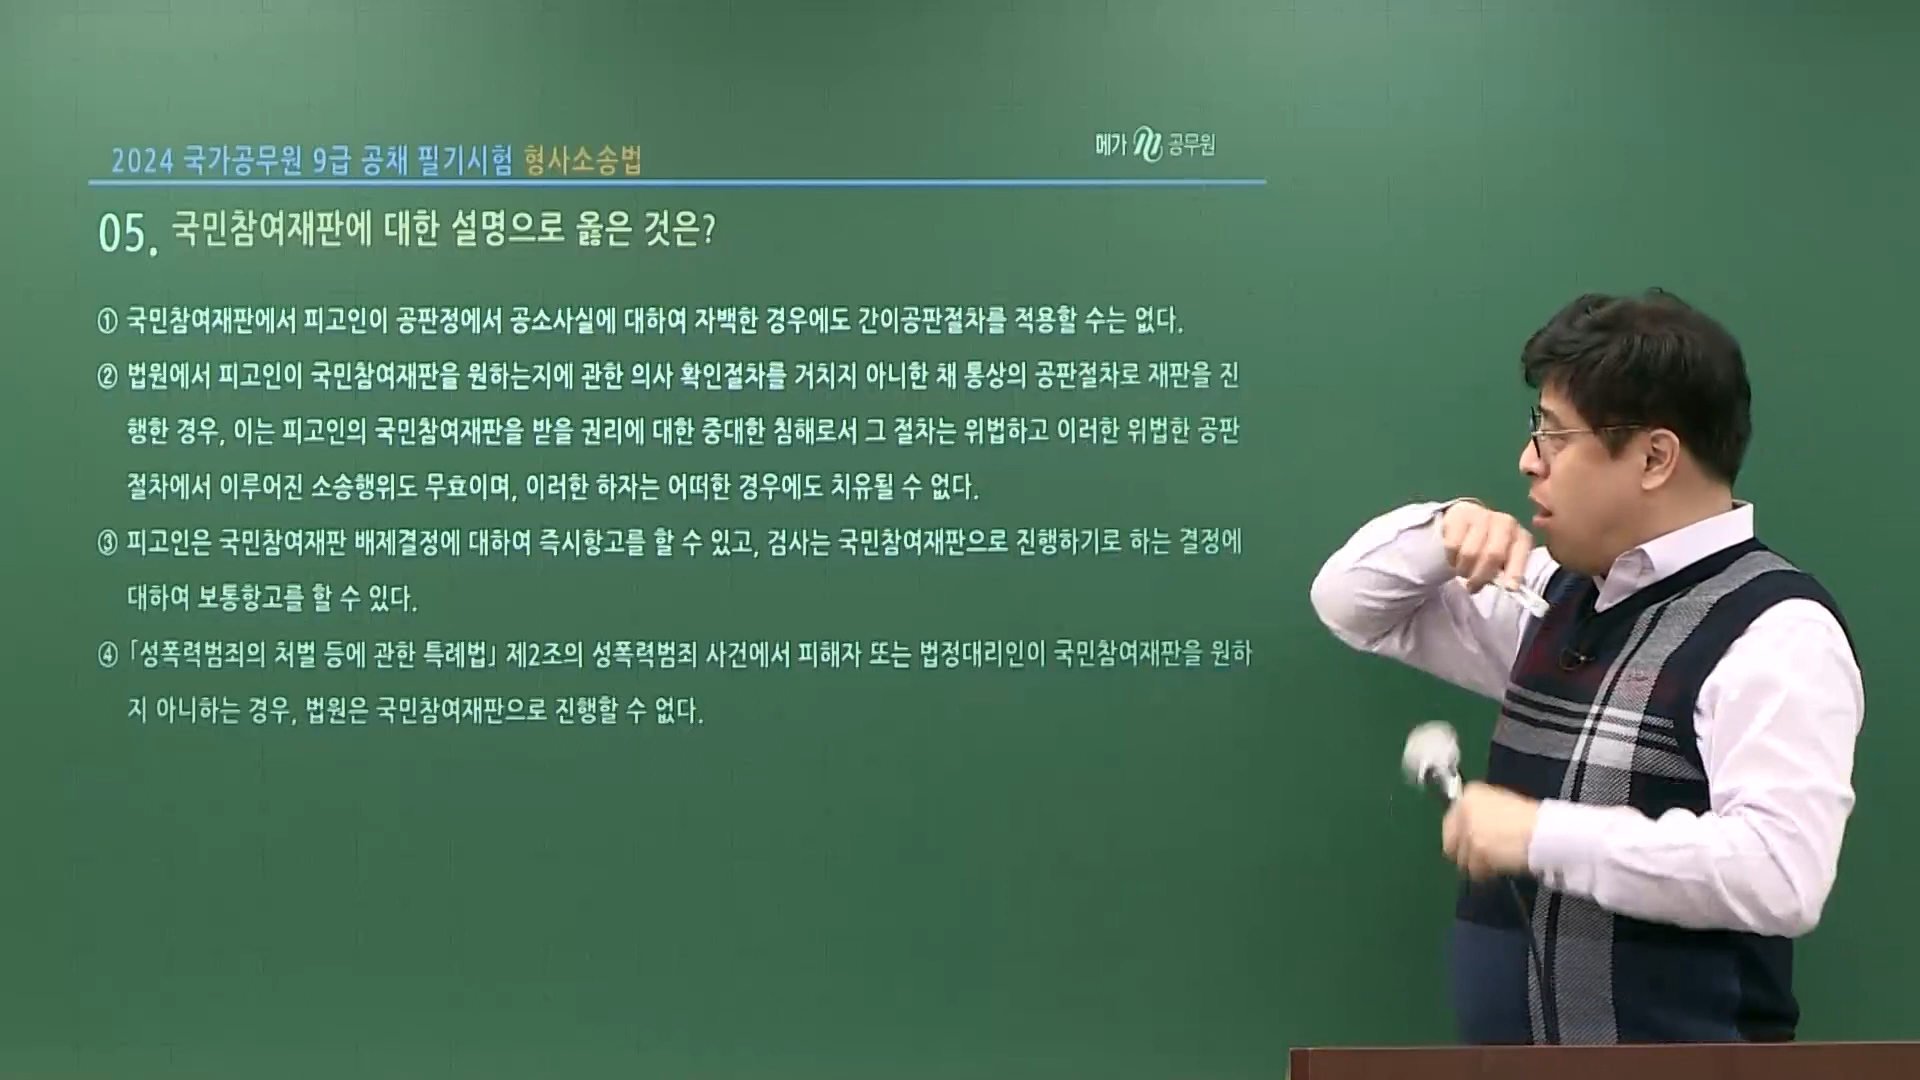 2024 국가공무원 9급 공채 필기시험 형사소송법
메가 공무원
05. 국민참여재판에 대한 설명으로 옳은 것은?
① 국민참여재판에서 피고인이 공판정에서 공소사실에 대하여 자백한 경우에도 간이공판절차를 적용할 수는 없다.
② 법원에서 피고인이 국민참여재판을 원하는지에 관한 의사 확인절차를 거치지 아니한 채 통상의 공판절차로 재판을 진
행한 경우, 이는 피고인의 국민참여재판을 받을 권리에 대한 중대한 침해로서 그 절차는 위법하고 이러한 위법한 공판
절차에서 이루어진 소송행위도 무효이며, 이러한 하자는 어떠한 경우에도 치유될 수 없다.
③ 피고인은 국민참여재판 배제결정에 대하여 즉시항고를 할 수 있고, 검사는 국민참여재판으로 진행하기로 하는 결정에
대하여 보통항고를 할 수 있다.
④ ｢성폭력범죄의 처벌 등에 관한 특례법｣ 제2조의 성폭력범죄 사건에서 피해자 또는 법정대리인이 국민참여재판을 원하
지 아니하는 경우, 법원은 국민참여재판으로 진행할 수 없다.